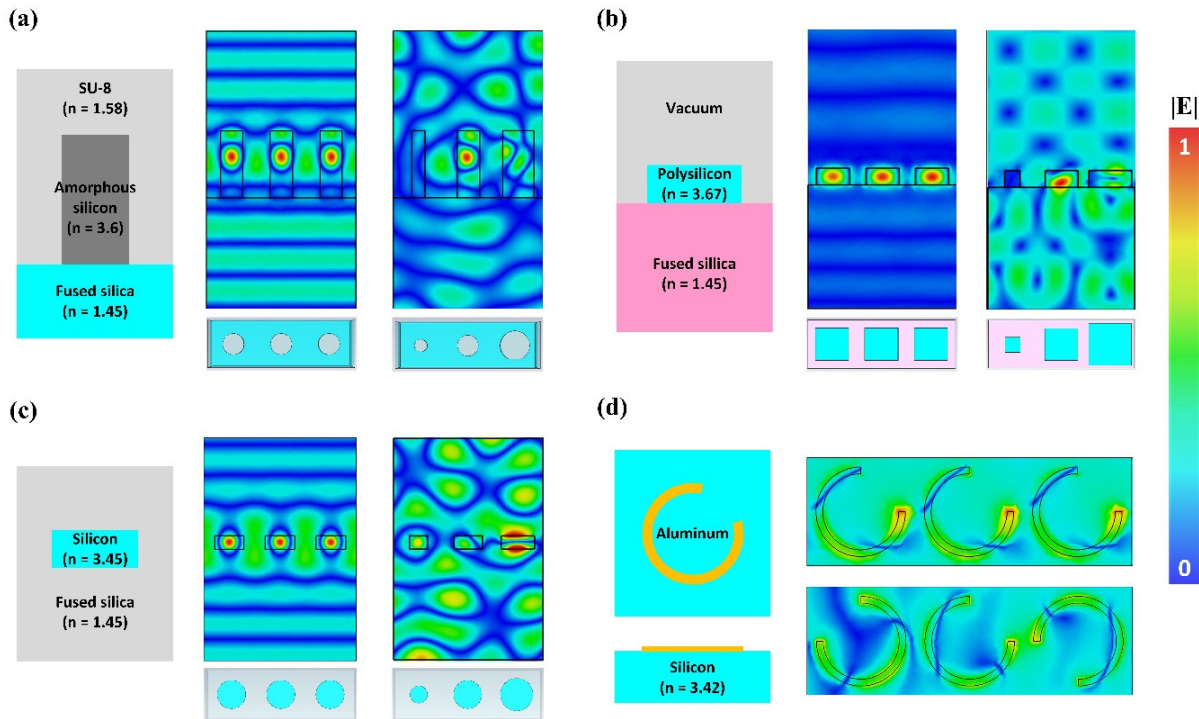 (a)
SU-8
(n = 1.58)
Amorphous
silicon
(n = 3.6)
Fused silica
(n = 1.45)
(b)
Vacuum
Polysilicon
(n = 3.67)
Fused sillica
(n = 1.45)
|E|
1
0
(c)
Silicon
(n = 3.45)
Fused silica
(n = 1.45)
(d)
Aluminum
Silicon
(n = 3.42)